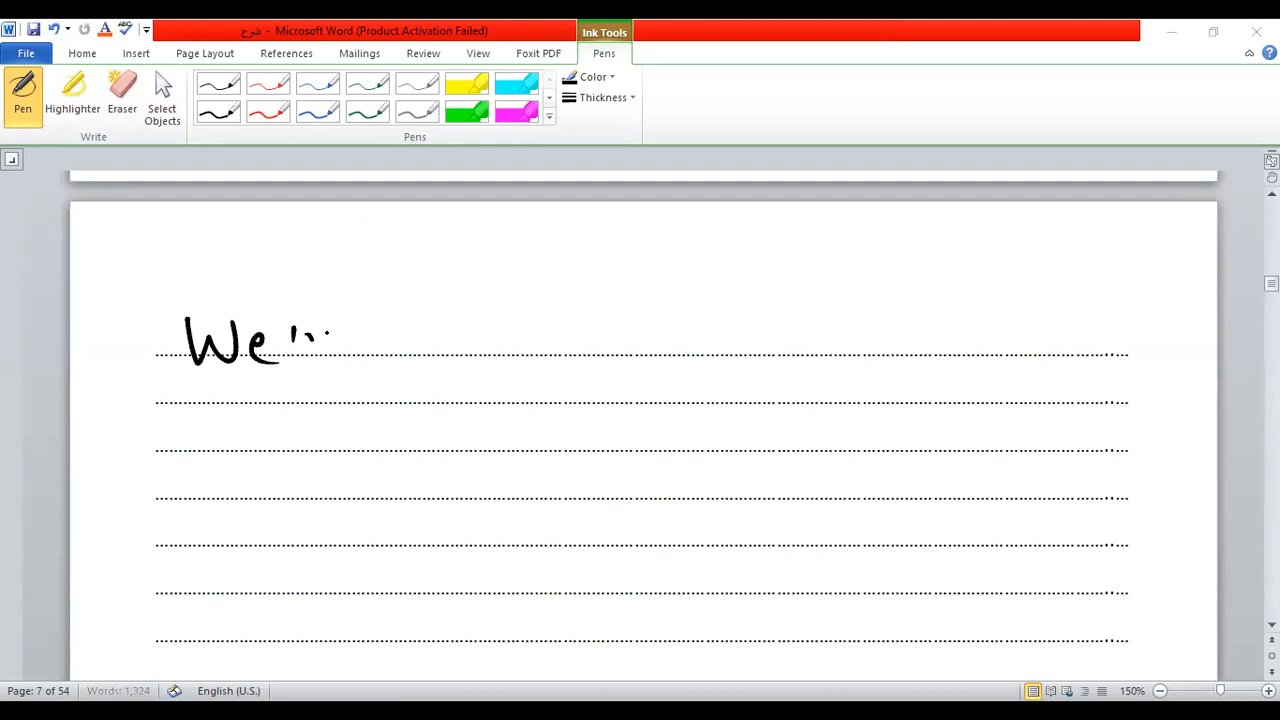 شرح - Microsoft Word (Product Activation Failed)
Ink Tools
File Home Insert Page Layout References Mailings Review View Foxit PDF Pens
Pen Highlighter Eraser Select Objects
Color
Thickness
Write
Pens
We
Page: 7 of 54 Words: 1,324 English (U.S.) 150%